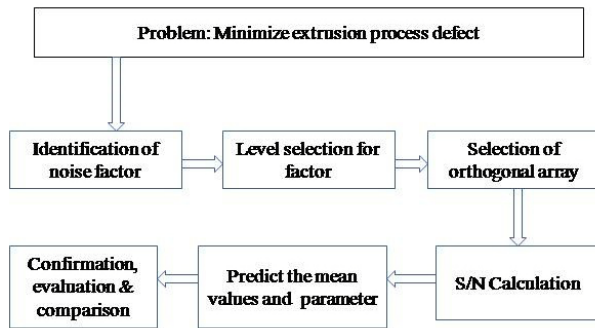 Problem: Minimize extrusion process defect
Identification of
noise factor
Level selection for
factor
Selection of
orthogonal array
S/N Calculation
Predict the mean
values and parameter
Confirmation,
evaluation &
comparison